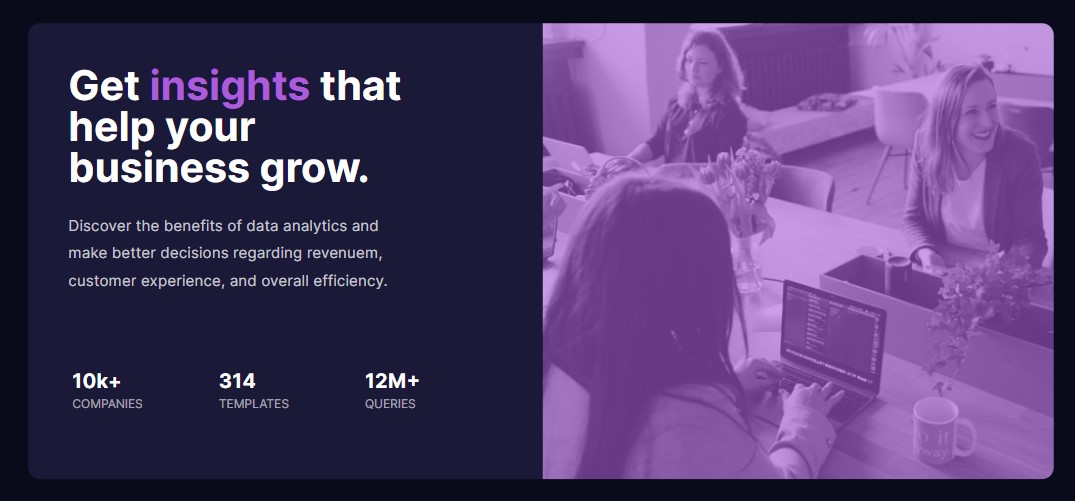 Get insights that
help your
business grow.
Discover the benefits of data analytics and
make better decisions regarding revenuem,
customer experience, and overall efficiency.
10k+ 314 12M+
COMPANIES TEMPLATES QUERIES